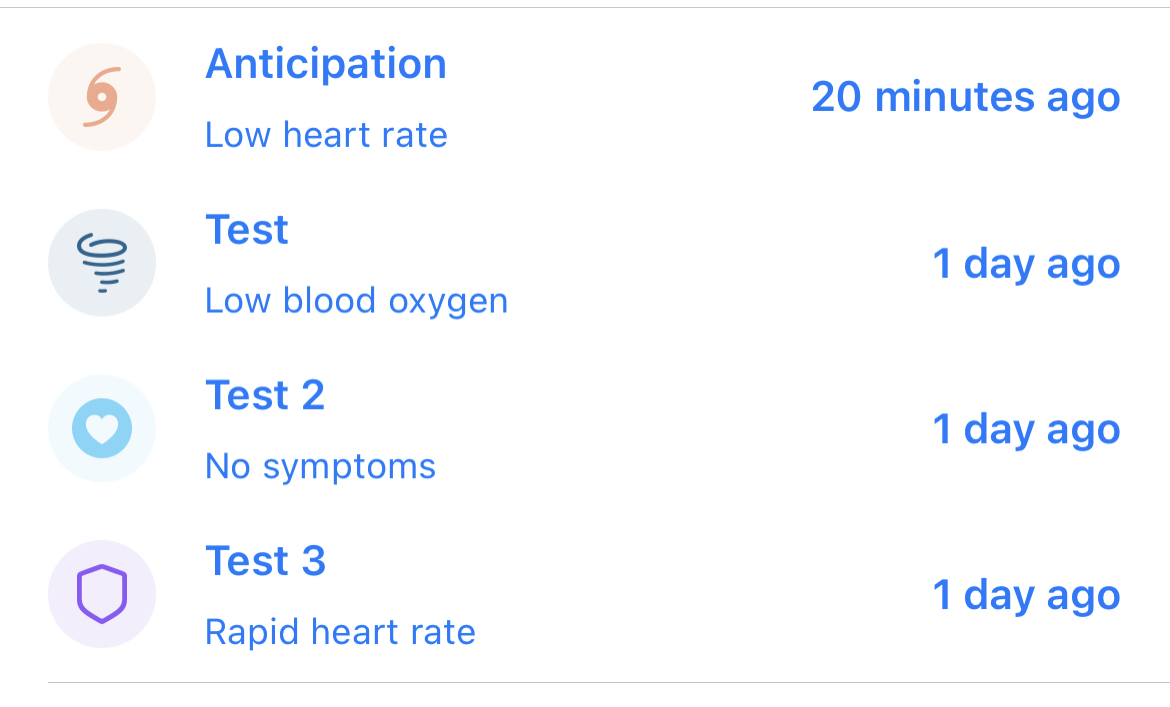 Anticipation
Low heart rate
20 minutes ago
Test
Low blood oxygen
1 day ago
Test 2
No symptoms
1 day ago
Test 3
Rapid heart rate
1 day ago